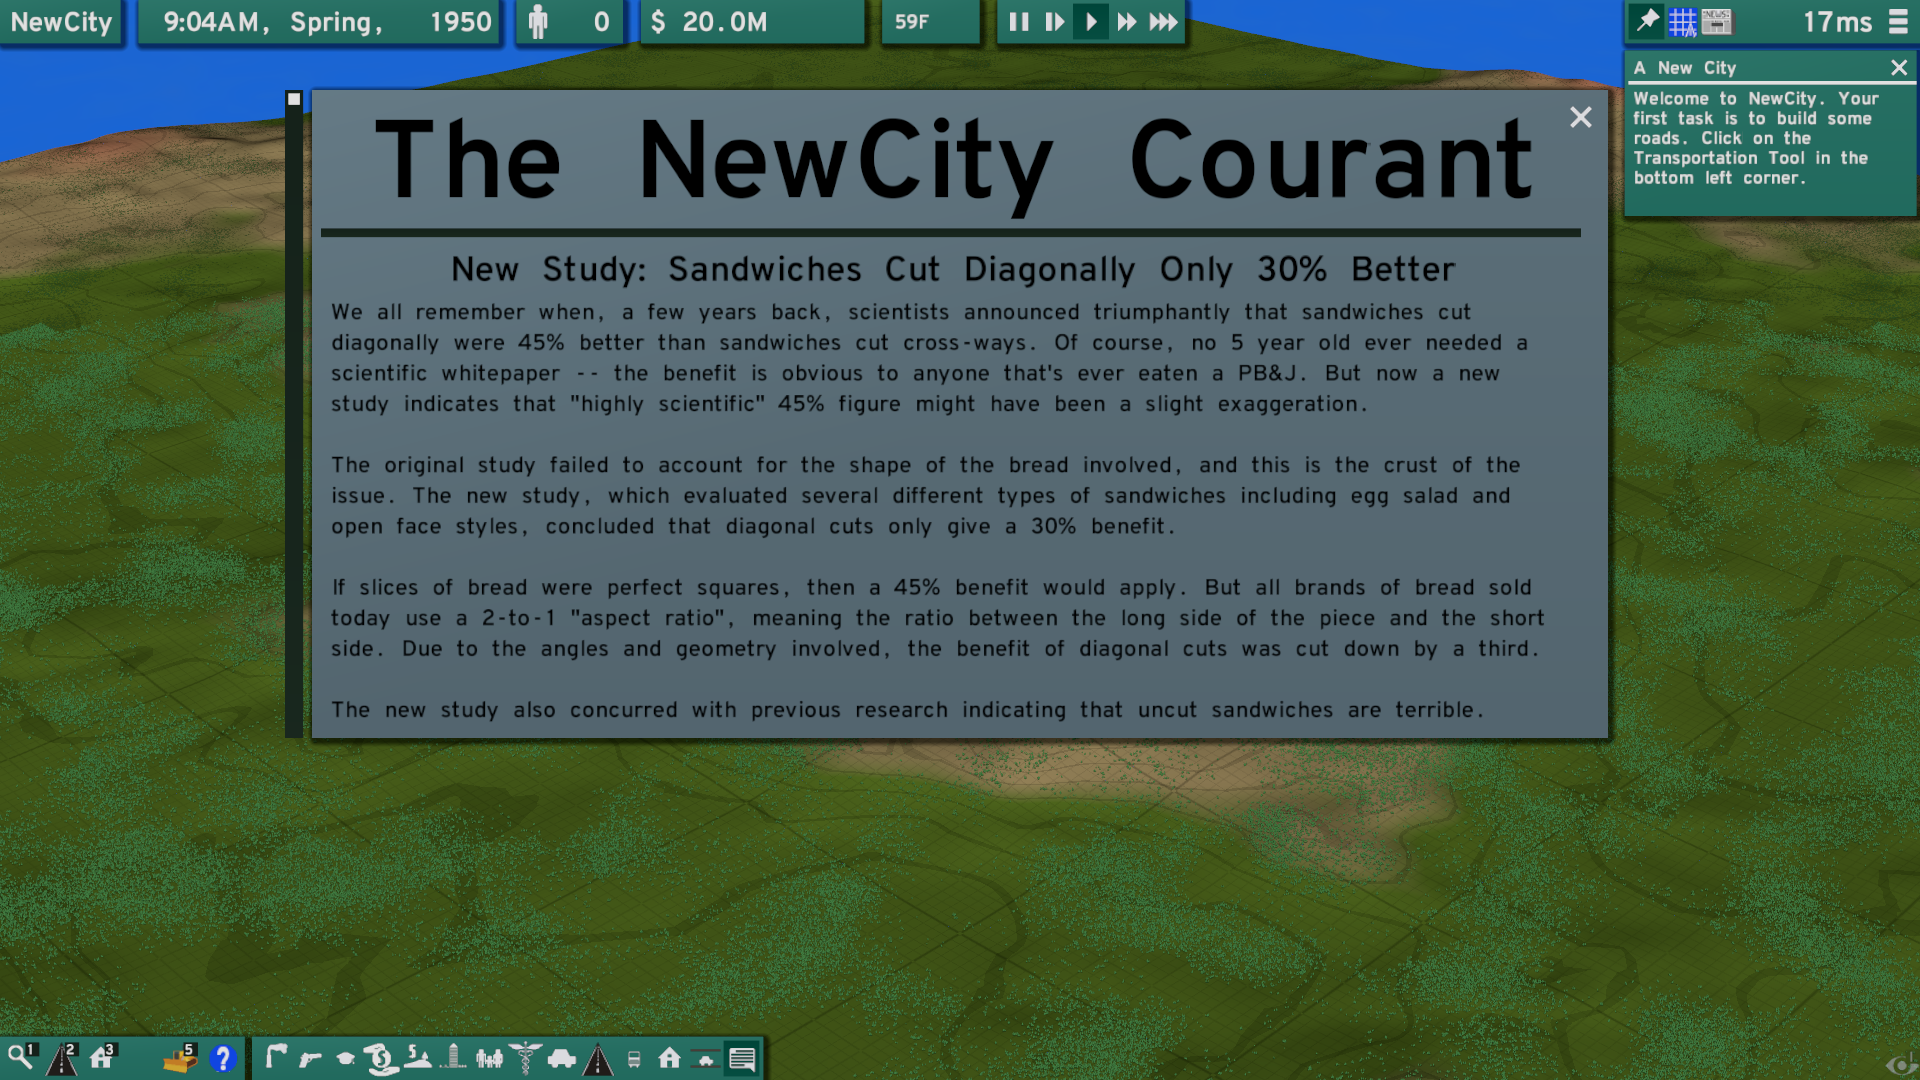 NewCity 9:04AM, Spring, 1950 0 $ 20.0M 59F 17ms
NEWS
A New City
Welcome to NewCity. Your
first task is to build some
roads. Click on the
Transportation Tool in the
bottom left corner.
The NewCity Courant
New Study: Sandwiches Cut Diagonally Only 30% Better
We all remember when, a few years back, scientists announced triumphantly that sandwiches cut
diagonally were 45% better than sandwiches cut cross-ways. Of course, no 5 year old ever needed a
scientific whitepaper -- the benefit is obvious to anyone that's ever eaten a PB&J. But now a new
study indicates that "highly scientific" 45% figure might have been a slight exaggeration.
The original study failed to account for the shape of the bread involved, and this is the crust of the
issue. The new study, which evaluated several different types of sandwiches including egg salad and
open face styles, concluded that diagonal cuts only give a 30% benefit.
If slices of bread were perfect squares, then a 45% benefit would apply. But all brands of bread sold
today use a 2-to-1 "aspect ratio", meaning the ratio between the long side of the piece and the short
side. Due to the angles and geometry involved, the benefit of diagonal cuts was cut down by a third.
The new study also concurred with previous research indicating that uncut sandwiches are terrible.
1 2 3 5 ?